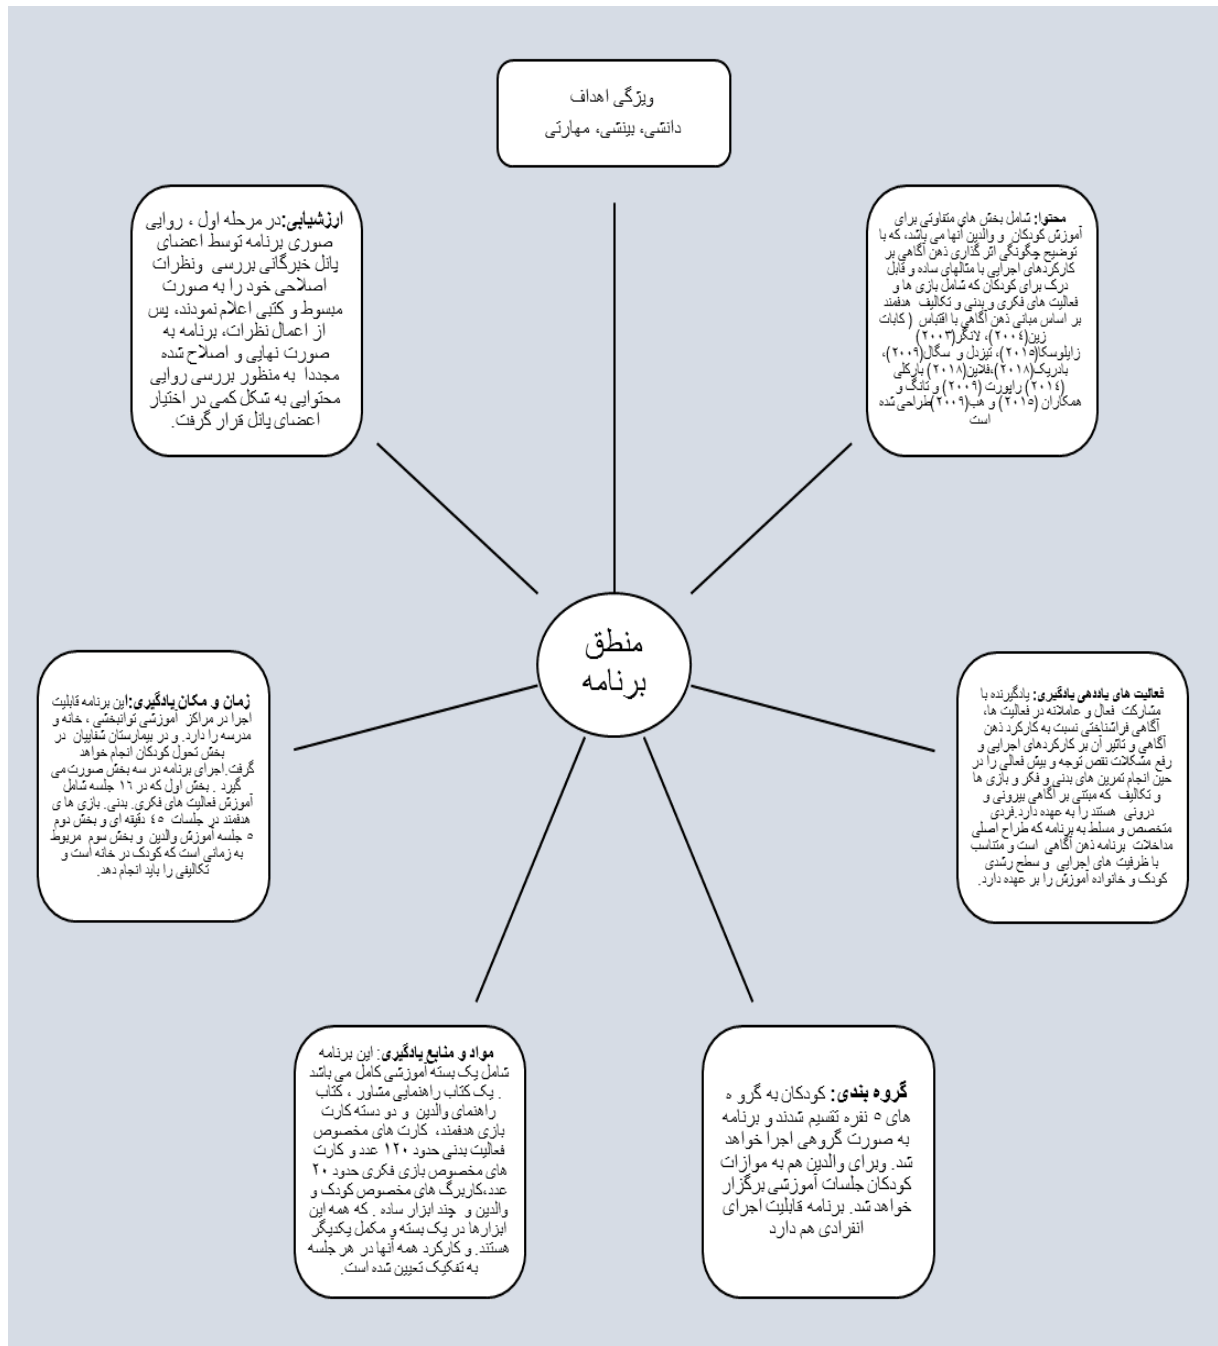 ویژگی اهداف
دانشی، بینشی، مهارتی
محتوا: شامل بخش های متفاوتی برای
آموزش کودکان و والدین آنها می باشد، که با
توضیح چگونگی اثر گذاری ذهن آگاهی بر
کارکردهای اجرایی با مثالهای ساده و قابل
درک برای کودکان که شامل بازی ها و
فعالیت های فکری و بدنی و تکالیف هدفمند
بر اساس مبانی ذهن آگاهی با اقتباس ( کابات
زین(۲۰۰٤)، لانگر(۲۰۰۳)
زایلوسکا(۲۰۱٥)، تیزدل و سگال(۲۰۰۹)،
بادریک(۲۰۱۸)،فلاین(۲۰۱۸) بارکلی
(۲۰۱٤) راپورت (۲۰۰۹) و تانگ و
همکاران (۲۰۱٥) و هب(۲۰۰۹)طراحی شده
است
فعالیت های یاددهی یادگیری: یادگیرنده با
مشارکت فعال و عاملانه در فعالیت ها،
آگاهی فراشناختی نسبت به کارکرد ذهن
آگاهی و تاثیر آن بر کارکردهای اجرایی و
رفع مشکلات نقص توجه و بیش فعالی را در
حین انجام تمرین های بدنی و فکر و بازی ها
و تکالیف که مبتنی بر آگاهی بیرونی و
درونی هستند را به عهده دارد.فردی
متخصص و مسلط به برنامه که طراح اصلی
مداخلات برنامه ذهن آگاهی است و متناسب
با ظرفیت های اجرایی و سطح رشدی
کودک و خانواده آموزش را بر عهده دارد.
گروه بندی: کودکان به گرو ه
های ٥ نفره تقسیم شدند و برنامه
به صورت گروهی اجرا خواهد
شد. وبرای والدین هم به موازات
کودکان جلسات آموزشی برگزار
خواهد شد. برنامه قابلیت اجرای
انفرادی هم دارد
مواد و منابع یادگیری: این برنامه
شامل یک بسته آموزشی کامل می باشد
. یک کتاب راهنمایی مشاور ، کتاب
راهنمای والدین و دو دسته کارت
بازی هدفمند، کارت های مخصوص
فعالیت بدنی حدود ۱۲۰ عدد و کارت
های مخصوص بازی فکری حدود ۲۰
عدد،کاربرگ های مخصوص کودک و
والدین و چند ابزار ساده . که همه این
ابزارها در یک بسته و مکمل یکدیگر
هستند. و کارکرد همه آنها در هر جلسه
به تفکیک تعیین شده است.
زمان و مکان یادگیری:این برنامه قابلیت
اجرا در مراکز آموزشی توانبخشی ، خانه و
مدرسه را دارد. و در بیمارستان شفاییان در
بخش تحول کودکان انجام خواهد
گرفت.اجرای برنامه در سه بخش صورت می
گیرد . بخش اول که در ۱٦ جلسه شامل
آموزش فعالیت های فکری. بدنی. بازی ها ی
هدفمند در جلسات ٤٥ دقیقه ای و بخش دوم
٥ جلسه آموزش والدین و بخش سوم مربوط
به زمانی است که کودک در خانه است و
تکالیفی را باید انجام دهد.
ارزشیابی:در مرحله اول ، روایی
صوری برنامه توسط اعضای
پانل خبرگانی بررسی ونظرات
اصلاحی خود را به صورت
مبسوط و کتبی اعلام نمودند، پس
از اعمال نظرات، برنامه به
صورت نهایی و اصلاح شده
مجددا به منظور بررسی روایی
محتوایی به شکل کمی در اختیار
اعضای پانل قرار گرفت.
منطق
برنامه